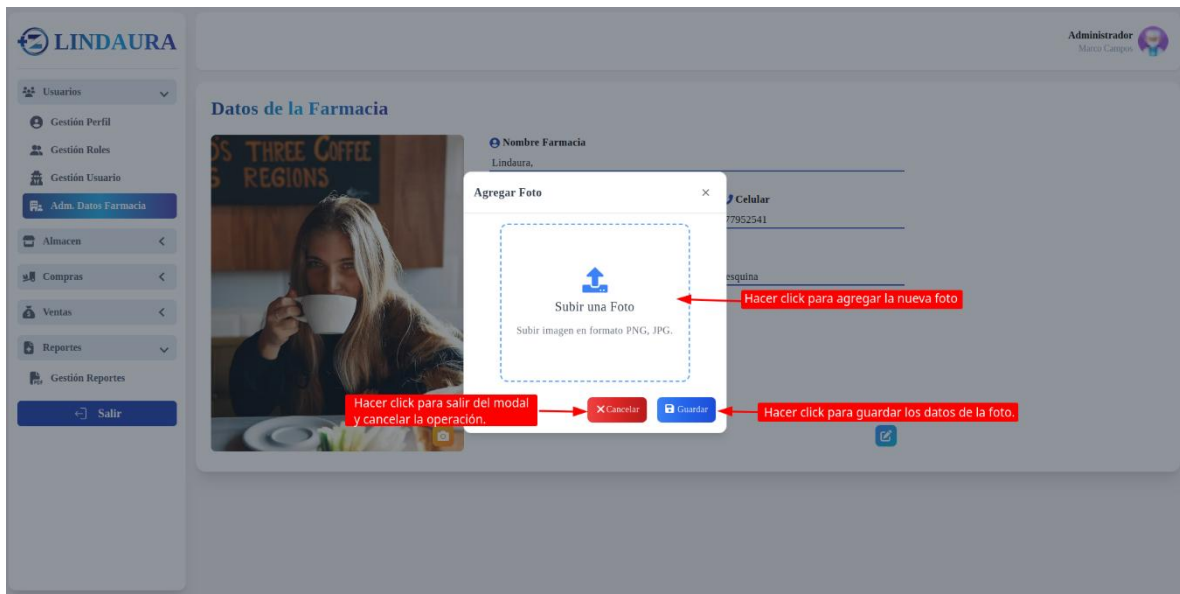 LINDAURA
Administrador
Marco Campos
Usuarios
Gestión Perfil
Gestión Roles
Gestión Usuario
Adm. Datos Farmacia
Almacen
Compras
Ventas
Reportes
Gestión Reportes
Salir
Datos de la Farmacia
THREE COFFEE
REGIONS
Nombre Farmacia
Lindaura,
Celular
77952541
esquina
Agregar Foto
Subir una Foto
Subir imagen en formato PNG, JPG.
Hacer click para agregar la nueva foto
Hacer click para salir del modal
y cancelar la operación.
Cancelar
Guardar
Hacer click para guardar los datos de la foto.